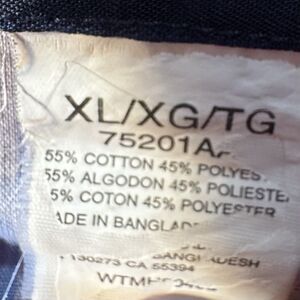 XL/XG/TG
75201A
55% COTTON 45% POLYES
55% ALGODON 45% POLIESTE
5% COTON 45% POLYESTER
ADE IN BANGLAD
BANGLADESH
130273 CA 55394